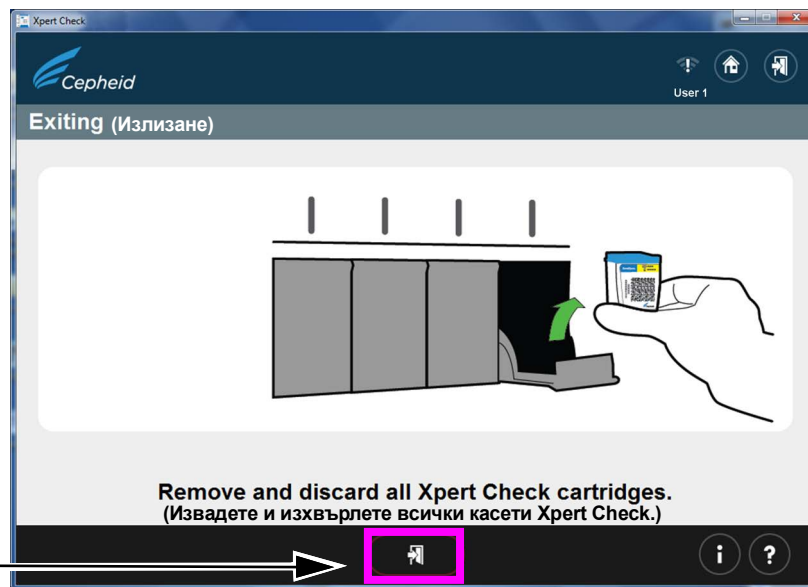 Xpert Check
Cepheid
User 1
Exiting (Излизане)
Remove and discard all Xpert Check cartridges.
(Извадете и изхвърлете всички касети Xpert Check.)
i ?